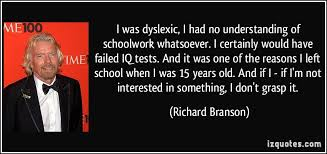 TIME100
TIME
I was dyslexic, I had no understanding of
schoolwork whatsoever. I certainly would have
failed IQ tests. And it was one of the reasons I left
school when I was 15 years old. And if I - if I'm not
interested in something, I don't grasp it.
(Richard Branson)
izquotes.com